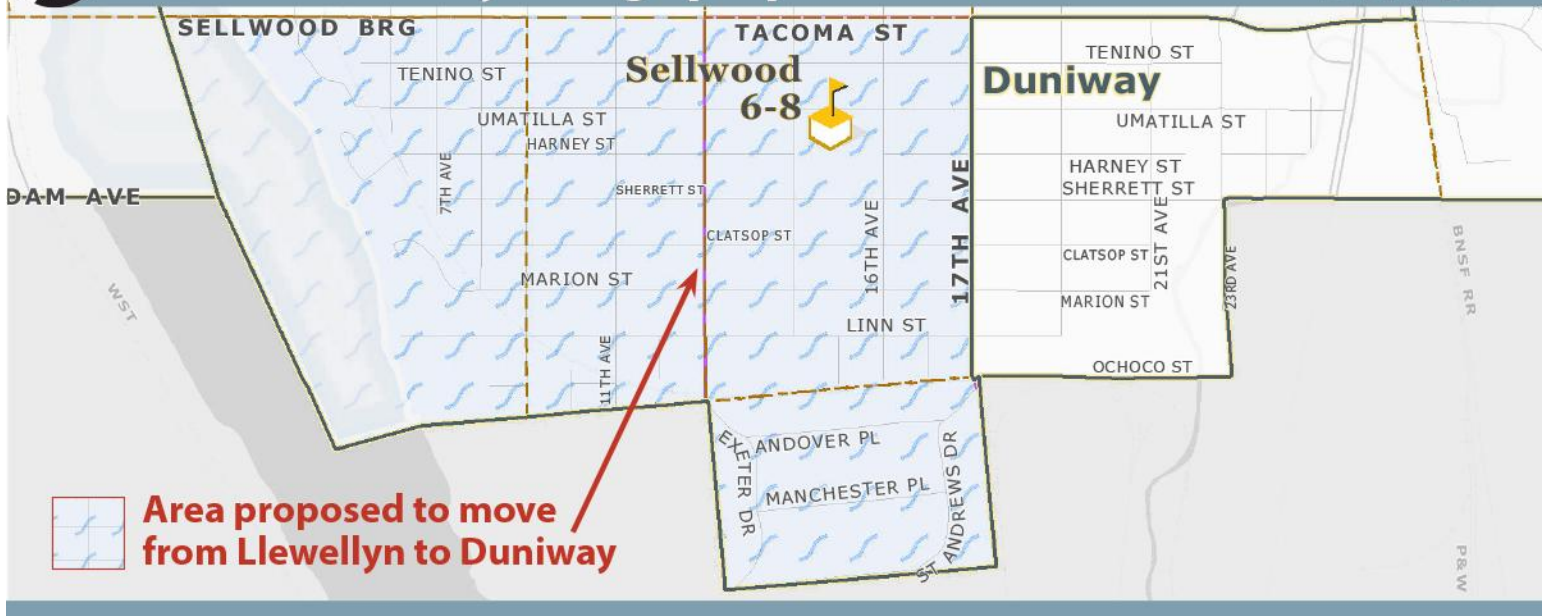 SELLWOOD BRG
TACOMA ST
TENINO ST
TENINO ST
Sellwood
6-8
Duniway
UMATILLA ST
UMATILLA ST
HARNEY ST
HARNEY ST
7TH AVE
SHERRETT ST
SHERRETT ST
DAM AVE
17TH AVE
16TH AVE
21ST AVE
CLATSOP ST
CLATSOP ST
23RD AVE
BNSF RR
WST
MARION ST
MARION ST
LINN ST
11TH AVE
OCHOCO ST
EXETER DR
ANDOVER PL
MANCHESTER PL
ST ANDREWS DR
P&W
Area proposed to move
from Llewellyn to Duniway